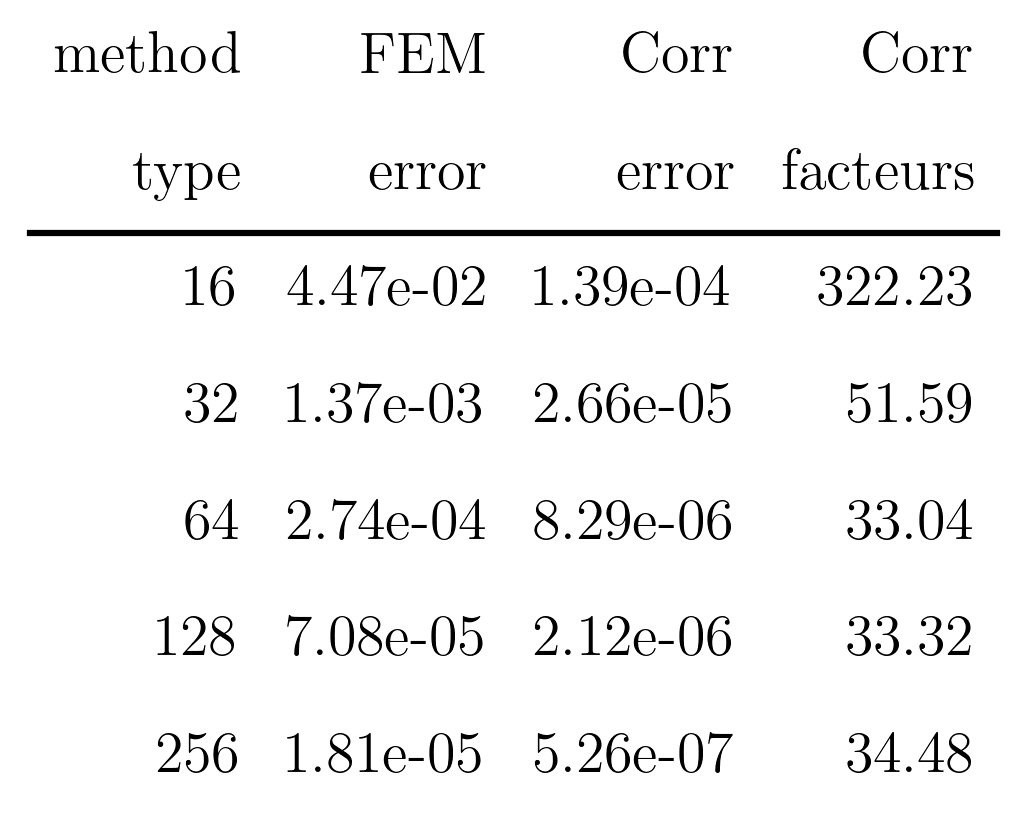 method FEM Corr Corr
type error error facteurs
16 4.47e-02 1.39e-04 322.23
32 1.37e-03 2.66e-05 51.59
64 2.74e-04 8.29e-06 33.04
128 7.08e-05 2.12e-06 33.32
256 1.81e-05 5.26e-07 34.48